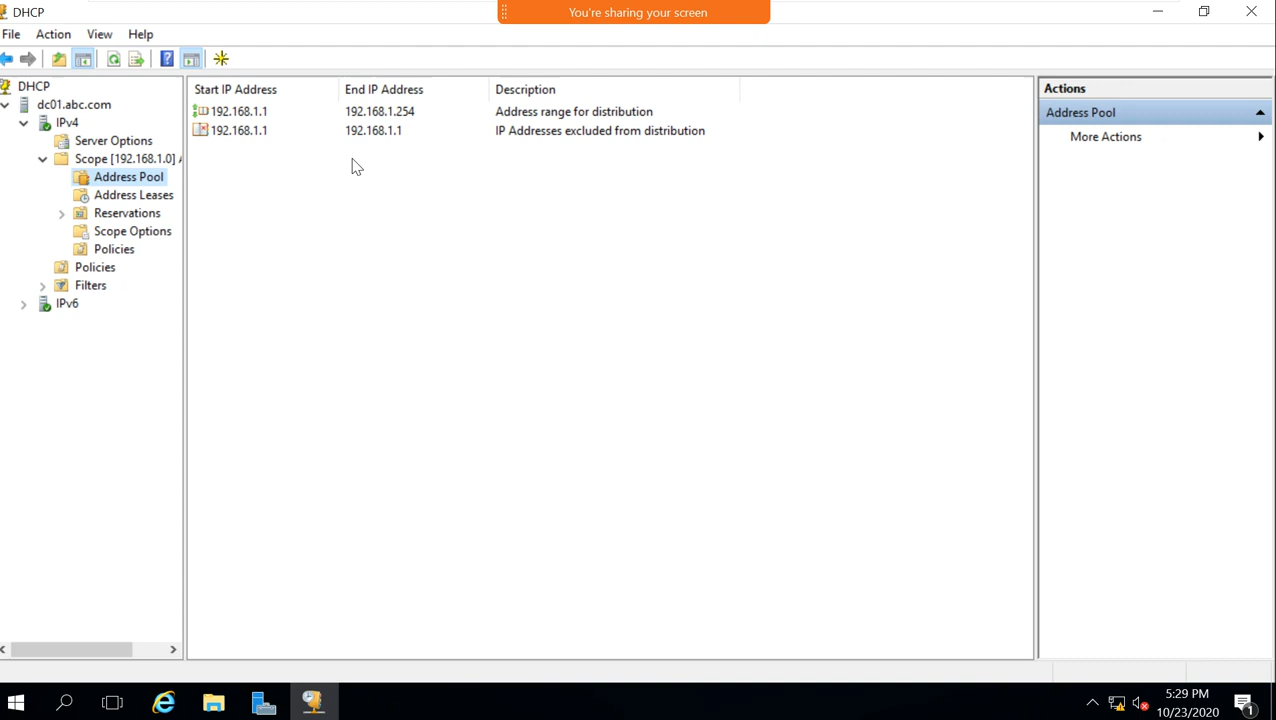 DHCP
You're sharing your screen
File Action View Help
DHCP
dc01.abc.com
IPv4
Server Options
Scope [192.168.1.0] A
Address Pool
Address Leases
Reservations
Scope Options
Policies
Policies
Filters
IPv6
Start IP Address End IP Address Description
192.168.1.1 192.168.1.254 Address range for distribution
192.168.1.1 192.168.1.1 IP Addresses excluded from distribution
Actions
Address Pool
More Actions
5:29 PM
10/23/2020
1